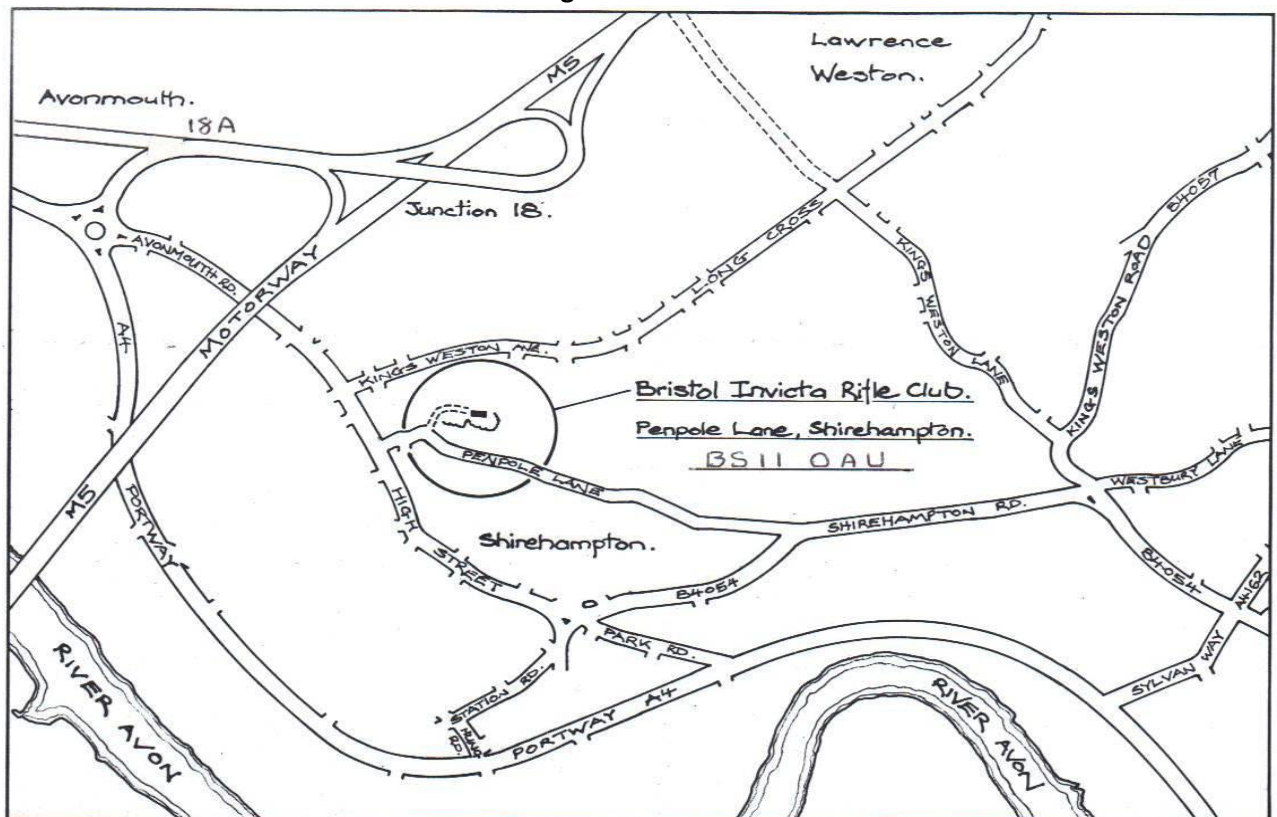 Lawrence
Weston.
Avonmouth.
18A
M5
Junction 18.
B4057
AVONMOUTH RD.
MOTORWAY
LONG CROSS
KINGS WESTON LANE
KINGS WESTON ROAD
A4
KINGS WESTON AVE.
Bristol Invicta Rifle Club.
Penpole Lane, Shirehampton.
BS11 0AU
PENPOLE LANE
WESTBURY LANE
M5
PORTWAY
HIGH STREET
SHIREHAMPTON RD.
Shirehampton.
B4054
B4054
A4162
PARK RD.
SYLVAN WAY
STATION RD.
HUNG RD.
PORTWAY A4
RIVER AVON
RIVER AVON